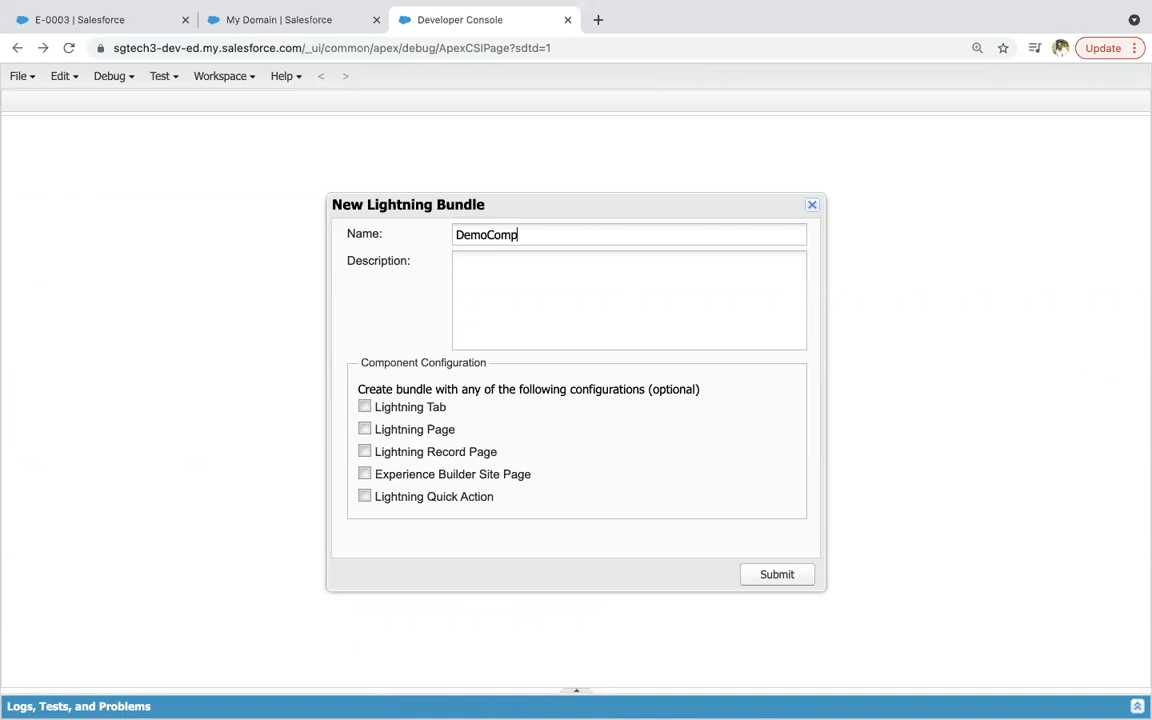 E-0003 | Salesforce
My Domain | Salesforce
Developer Console
sgtech3-dev-ed.my.salesforce.com/_ui/common/apex/debug/ApexCSIPage?sdtd=1
Update
File
Edit
Debug
Test
Workspace
Help
<
>
New Lightning Bundle
Name:
DemoComp
Description:
Component Configuration
Create bundle with any of the following configurations (optional)
Lightning Tab
Lightning Page
Lightning Record Page
Experience Builder Site Page
Lightning Quick Action
Submit
Logs, Tests, and Problems